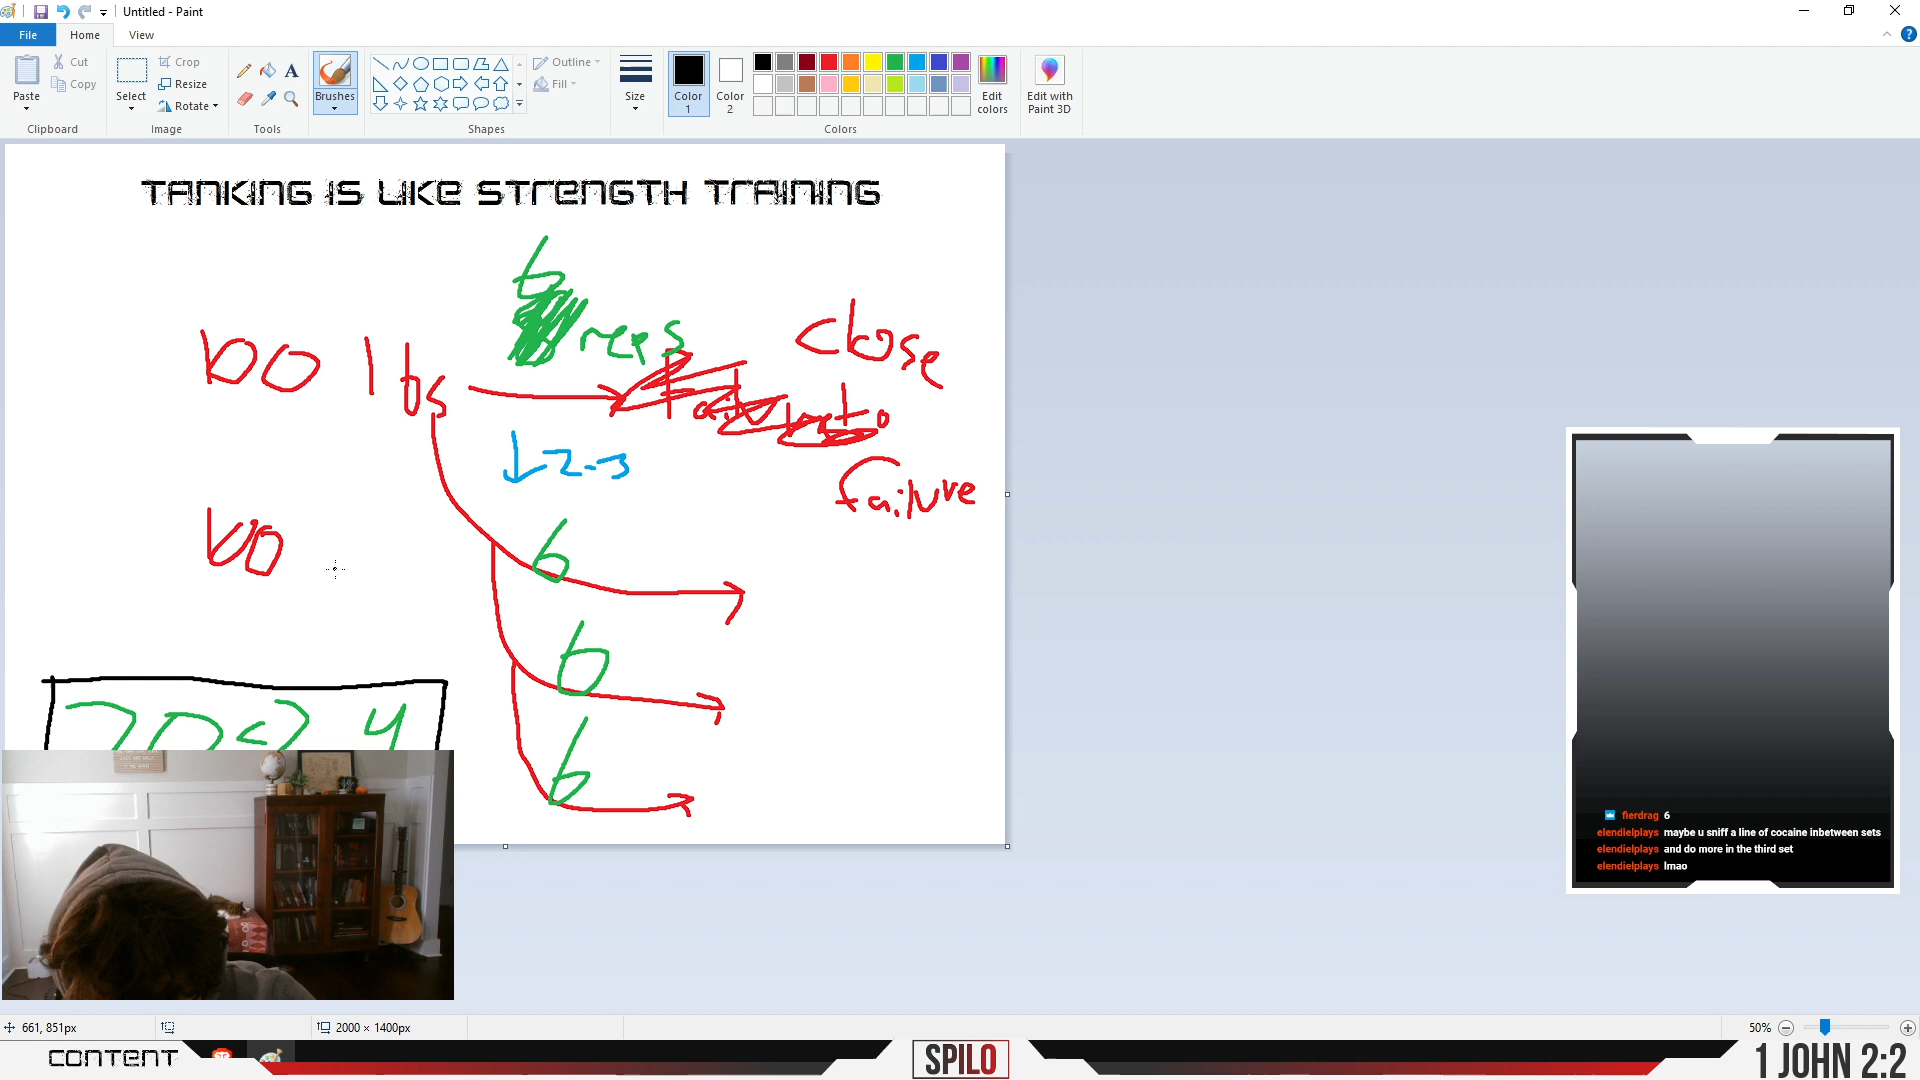 Untitled - Paint
File Home View
Paste
Cut
Copy
Clipboard
Select
Crop
Resize
Rotate
Image
Tools
Brushes
Shapes
Outline
Fill
Size
Color 1
Color 2
Edit colors
Colors
Edit with Paint 3D
TANKING IS LIKE STRENGTH TRAINING
6
reps
100 lbs
close
to
failure
↓2-3
100
6
6
6
fierdrag 6
elendielplays maybe u sniff a line of cocaine inbetween sets
elendielplays and do more in the third set
elendielplays lmao
661, 851px
2000 × 1400px
50%
CONTENT
SPILO
1 JOHN 2:2